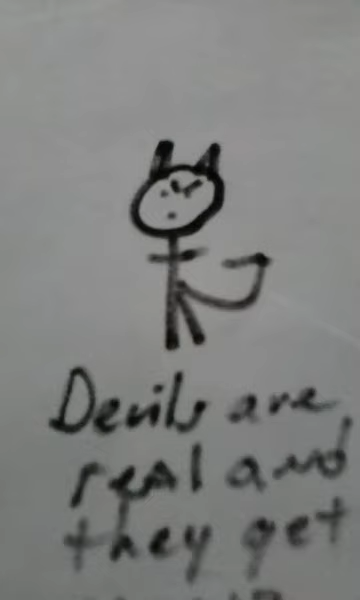 Devils are
real and
they get